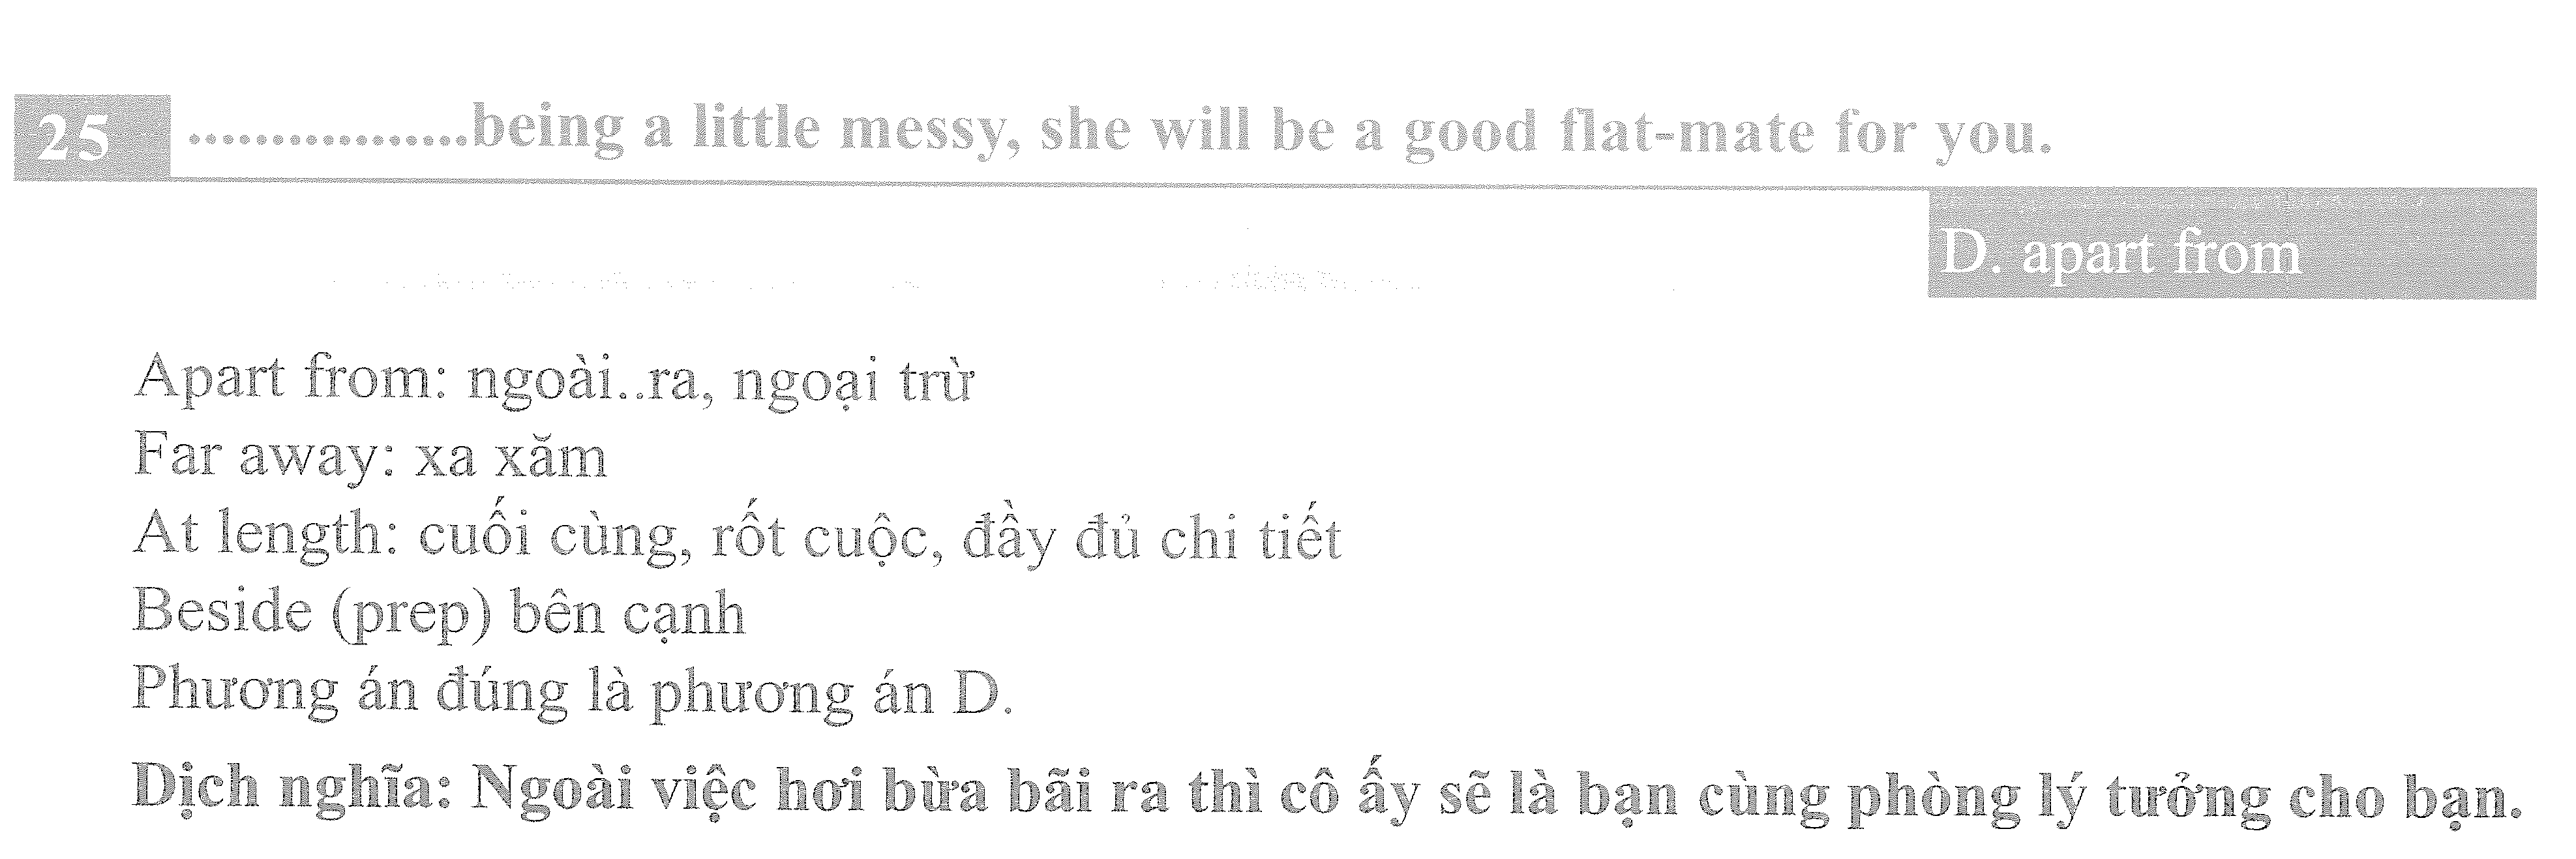 25 ................being a little messy, she will be a good flat-mate for you.
D. apart from
Apart from: ngoài..ra, ngoại trừ
Far away: xa xăm
At length: cuối cùng, rốt cuộc, đầy đủ chi tiết
Beside (prep) bên cạnh
Phương án đúng là phương án D.
Dịch nghĩa: Ngoài việc hơi bừa bãi ra thì cô ấy sẽ là bạn cùng phòng lý tưởng cho bạn.